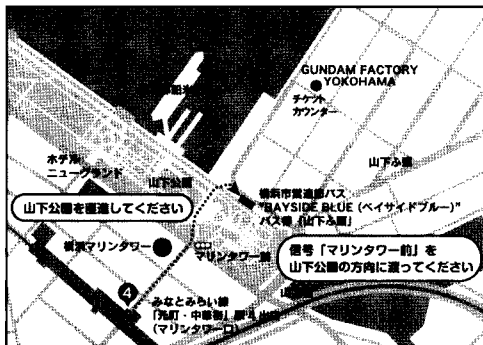 GUNDAM FACTORY
YOKOHAMA
チケット
カウンター
ホテル
ニューグランド
山下公園
山下ふ頭
横浜市営連節バス
"BAYSIDE BLUE（ベイサイドブルー）"
バス停（山下ふ頭）
山下公園を直進してください
横浜マリンタワー
マリンタワー前
信号「マリンタワー前」を
山下公園の方向に渡ってください
4
みなとみらい線
「元町・中華街」駅
（マリンタワー口）